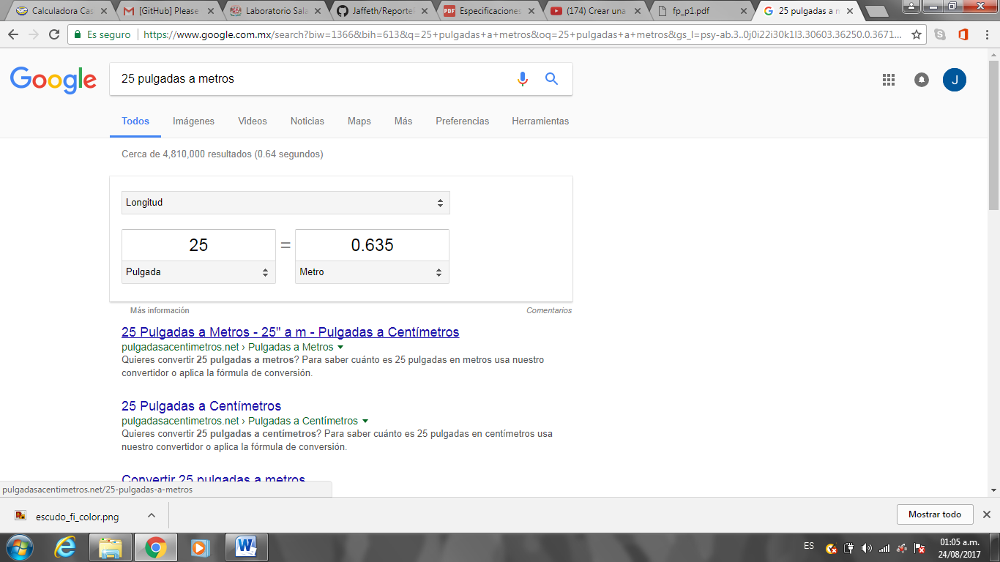 Calculadora Cas
[GitHub] Please
Laboratorio Sala
Jaffeth/Reporte
Especificaciones
(174) Crear una
fp_p1.pdf
25 pulgadas a m
Es seguro
https://www.google.com.mx/search?biw=1366&bih=613&q=25+pulgadas+a+metros&oq=25+pulgadas+a+metros&gs_l=psy-ab.3..0j0i22i30k1l3.30603.36250.0.3671...
Google
25 pulgadas a metros
J
Todos Imágenes Videos Noticias Maps Más Preferencias Herramientas
Cerca de 4,810,000 resultados (0.64 segundos)
Longitud
25 = 0.635
Pulgada Metro
Más información Comentarios
25 Pulgadas a Metros - 25" a m - Pulgadas a Centímetros
pulgadasacentimetros.net › Pulgadas a Metros
Quieres convertir 25 pulgadas a metros? Para saber cuánto es 25 pulgadas en metros usa nuestro
convertidor o aplica la fórmula de conversión.
25 Pulgadas a Centímetros
pulgadasacentimetros.net › Pulgadas a Centímetros
Quieres convertir 25 pulgadas a centímetros? Para saber cuánto es 25 pulgadas en centímetros usa
nuestro convertidor o aplica la fórmula de conversión.
Convertir 25 pulgadas a metros
pulgadasacentimetros.net/25-pulgadas-a-metros
escudo_fi_color.png
Mostrar todo
ES
01:05 a.m.
24/08/2017